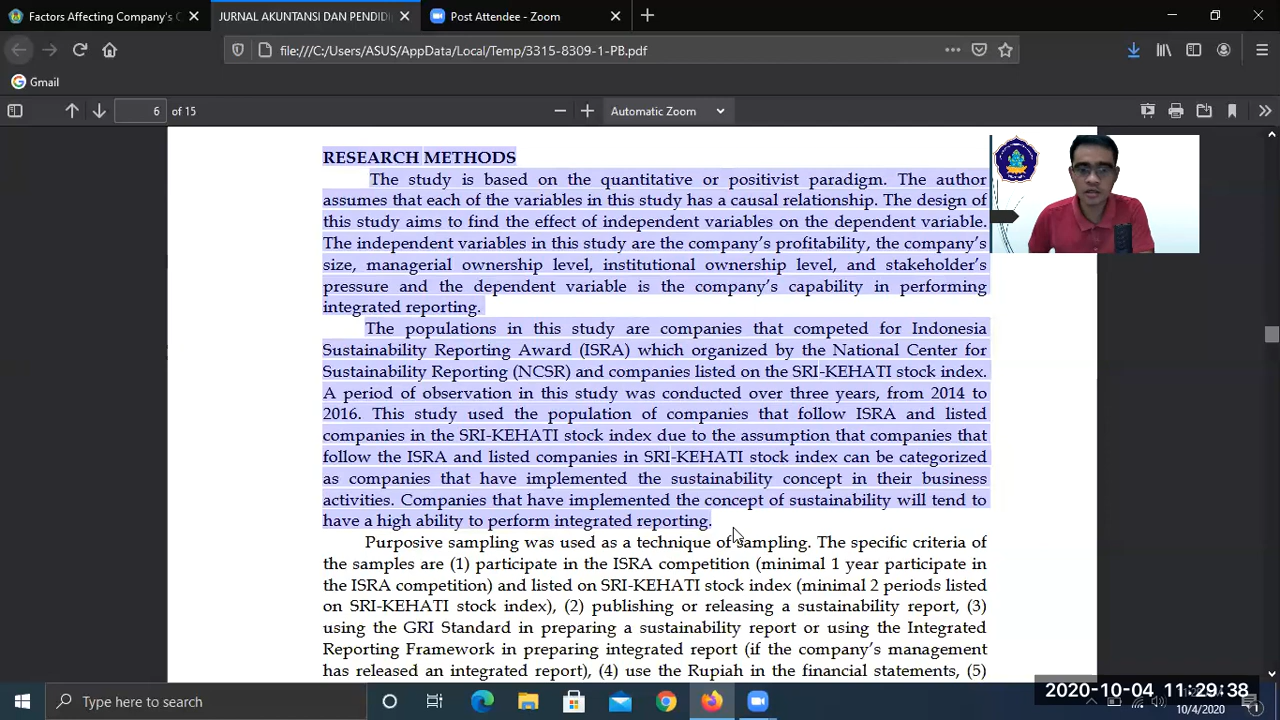 Factors Affecting Company's C
JURNAL AKUNTANSI DAN PENDIDI
Post Attendee - Zoom
file:///C:/Users/ASUS/AppData/Local/Temp/3315-8309-1-PB.pdf
Gmail
6 of 15
Automatic Zoom
RESEARCH METHODS
The study is based on the quantitative or positivist paradigm. The author
assumes that each of the variables in this study has a causal relationship. The design of
this study aims to find the effect of independent variables on the dependent variable.
The independent variables in this study are the company's profitability, the company's
size, managerial ownership level, institutional ownership level, and stakeholder's
pressure and the dependent variable is the company's capability in performing
integrated reporting.
The populations in this study are companies that competed for Indonesia
Sustainability Reporting Award (ISRA) which organized by the National Center for
Sustainability Reporting (NCSR) and companies listed on the SRI-KEHATI stock index.
A period of observation in this study was conducted over three years, from 2014 to
2016. This study used the population of companies that follow ISRA and listed
companies in the SRI-KEHATI stock index due to the assumption that companies that
follow the ISRA and listed companies in SRI-KEHATI stock index can be categorized
as companies that have implemented the sustainability concept in their business
activities. Companies that have implemented the concept of sustainability will tend to
have a high ability to perform integrated reporting.
Purposive sampling was used as a technique of sampling. The specific criteria of
the samples are (1) participate in the ISRA competition (minimal 1 year participate in
the ISRA competition) and listed on SRI-KEHATI stock index (minimal 2 periods listed
on SRI-KEHATI stock index), (2) publishing or releasing a sustainability report, (3)
using the GRI Standard in preparing a sustainability report or using the Integrated
Reporting Framework in preparing integrated report (if the company's management
has released an integrated report), (4) use the Rupiah in the financial statements, (5)
Type here to search
2020-10-04 11:29:38
10/4/2020